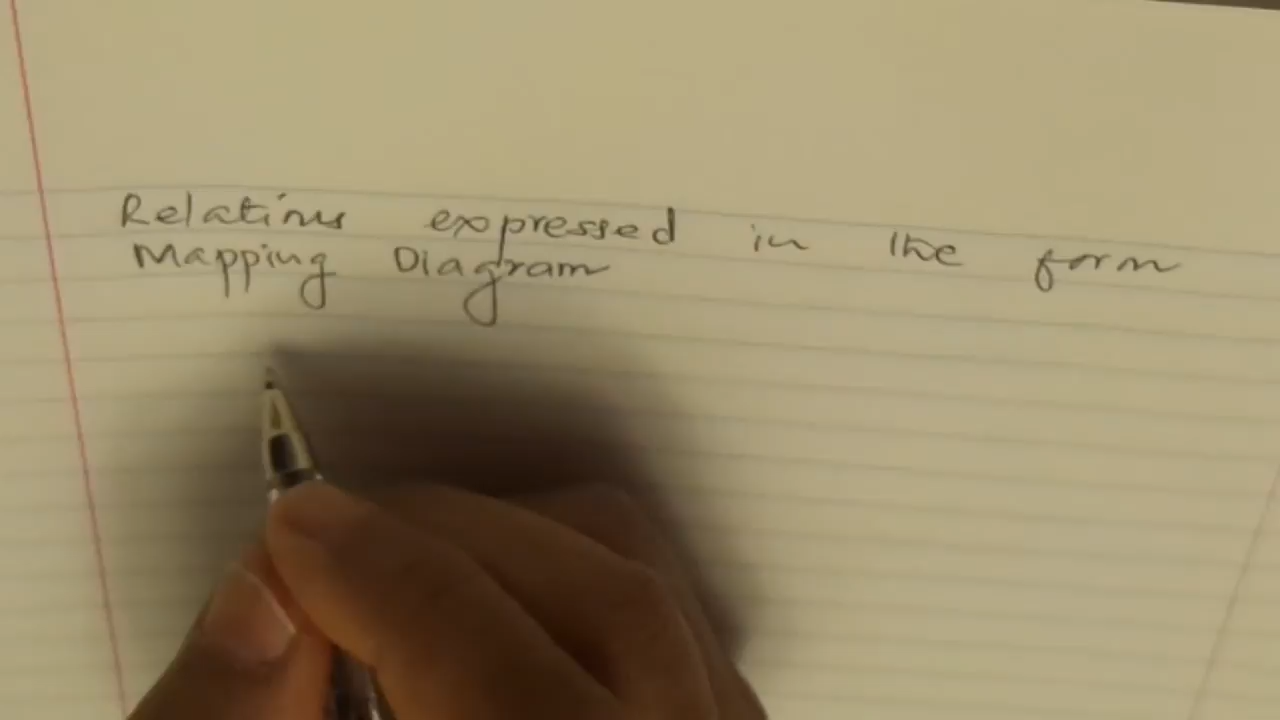 Relations expressed in the form
Mapping Diagram